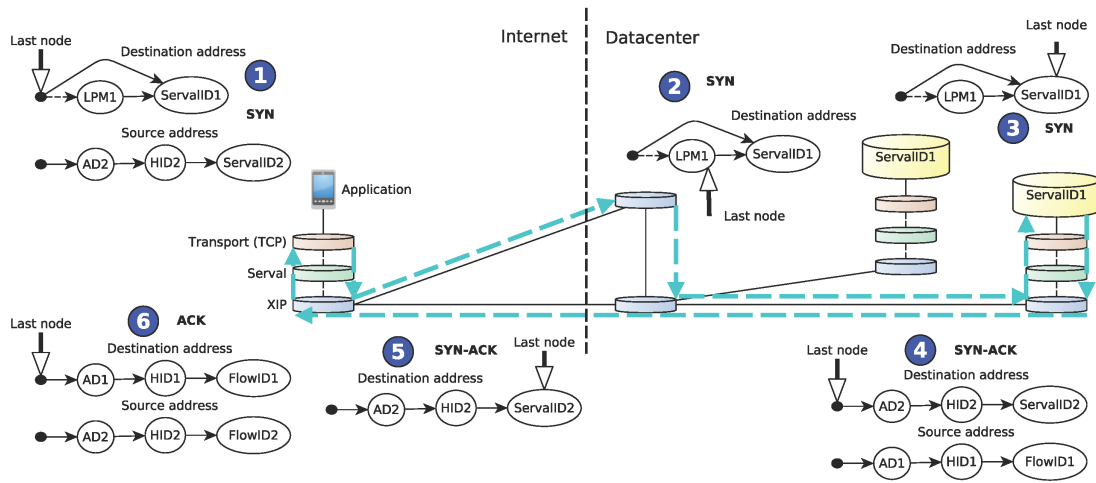 Internet
Datacenter
Last node
Destination address
1
LPM1
ServalID1
SYN
Source address
AD2
HID2
ServalID2
2
SYN
Destination address
LPM1
ServalID1
Last node
Last node
Destination address
LPM1
ServalID1
3
SYN
ServalID1
ServalID1
Application
Transport (TCP)
Serval
XIP
6
ACK
Last node
Destination address
AD1
HID1
FlowID1
Source address
AD2
HID2
FlowID2
5
SYN-ACK
Last node
Destination address
AD2
HID2
ServalID2
4
SYN-ACK
Last node
Destination address
AD2
HID2
ServalID2
Source address
AD1
HID1
FlowID1